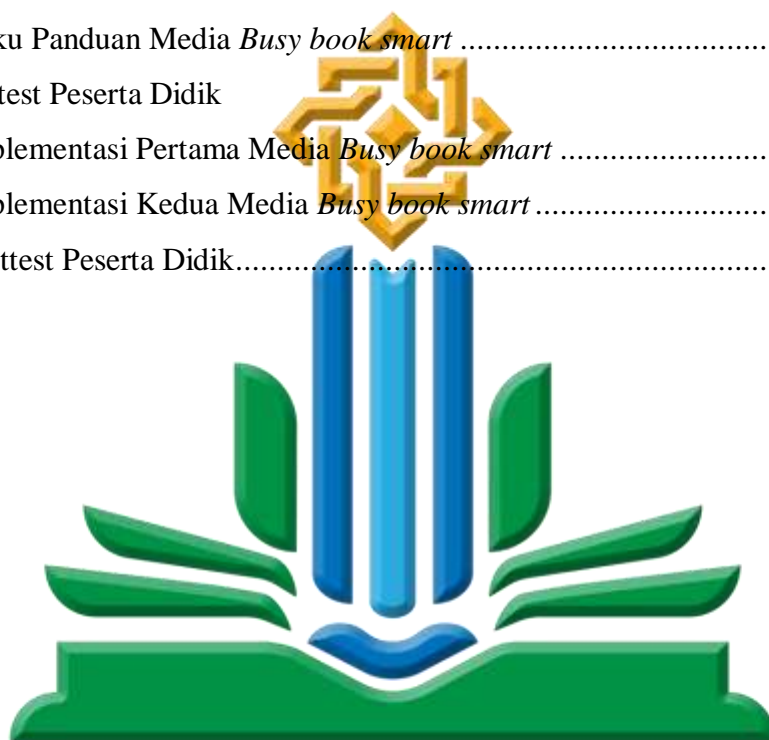 ku Panduan Media Busy book smart ..................................
test Peserta Didik
plementasi Pertama Media Busy book smart ......................
plementasi Kedua Media Busy book smart .........................
ttest Peserta Didik................................................................